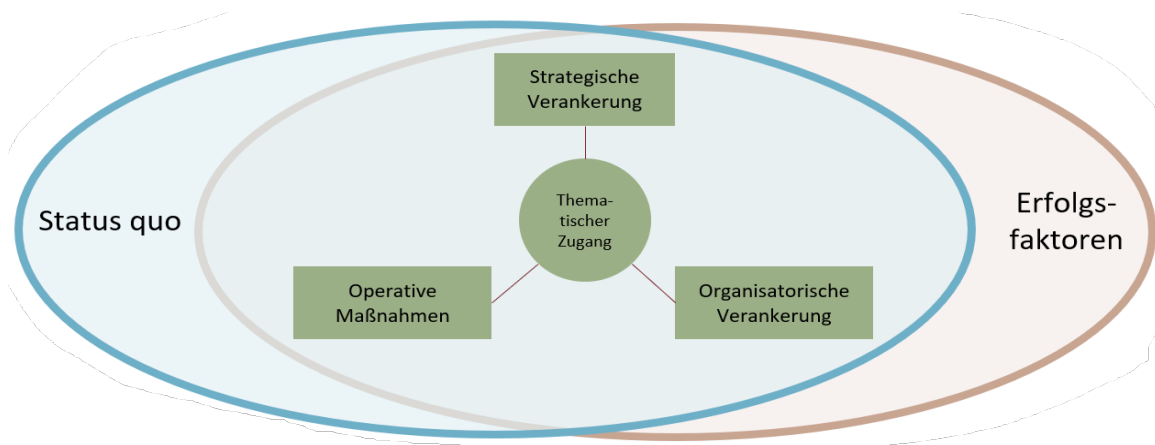 Strategische
Verankerung
Thema-
tischer
Zugang
Status quo
Erfolgs-
faktoren
Operative
Maßnahmen
Organisatorische
Verankerung